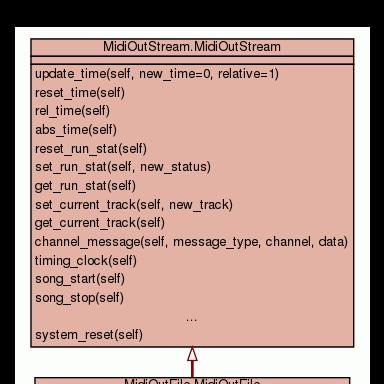 MidiOutStream.MidiOutStream
update_time(self, new_time=0, relative=1)
reset_time(self)
rel_time(self)
abs_time(self)
reset_run_stat(self)
set_run_stat(self, new_status)
get_run_stat(self)
set_current_track(self, new_track)
get_current_track(self)
channel_message(self, message_type, channel, data)
timing_clock(self)
song_start(self)
song_stop(self)
...
system_reset(self)
MidiOutFile.MidiOutFile